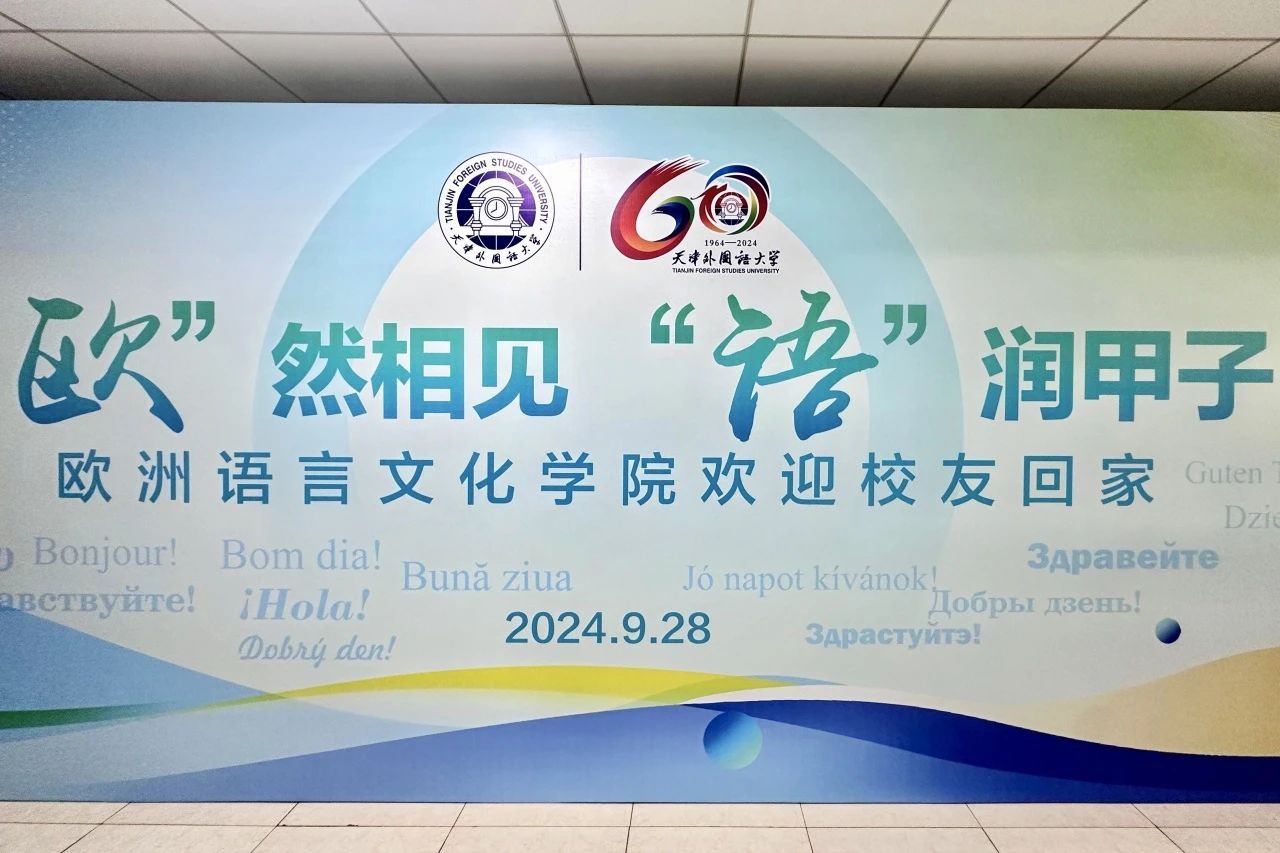 TIANJIN FOREIGN STUDIES UNIVERSITY
天津外国语大学
60
1964—2024
天津外国语大学
TIANJIN FOREIGN STUDIES UNIVERSITY
欧” 然相见 “语” 润甲子
欧洲语言文化学院欢迎校友回家
Guten T
Dzie
Bonjour!
Bom dia!
Bună ziua
Jó napot kívánok!
Здравейте
авствуйте!
¡Hola!
Добры дзень!
2024.9.28
Здрастуйтэ!
Dobrý den!